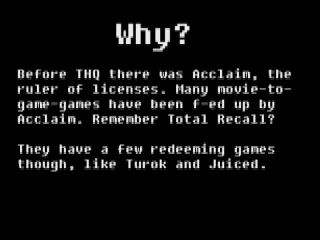 Why?
Before THQ there was Acclaim, the
ruler of licenses. Many movie-to-
game-games have been f-ed up by
Acclaim. Remember Total Recall?
They have a few redeeming games
though, like Turok and Juiced.